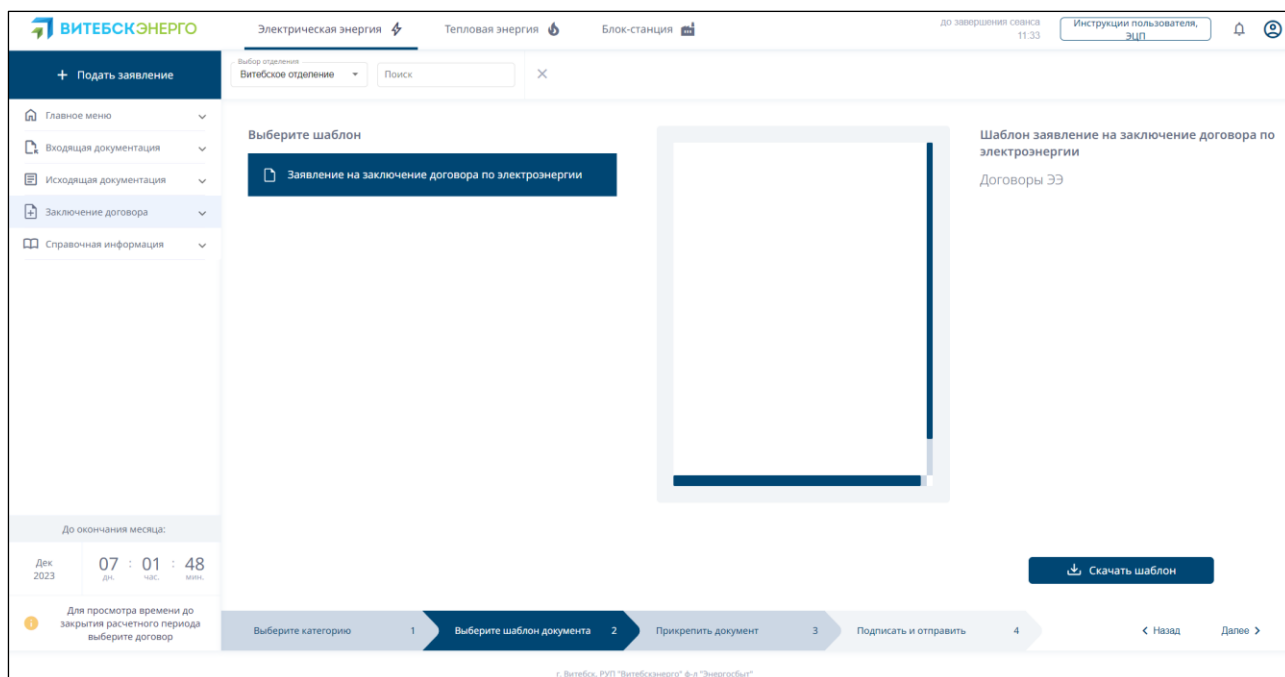 ВИТЕБСКЭНЕРГО
Электрическая энергия
Тепловая энергия
Блок-станция
до завершения сеанса
11:33
Инструкции пользователя,
ЭЦП
+ Подать заявление
Выбор отделения
Витебское отделение
Поиск
Главное меню
Входящая документация
Исходящая документация
Заключение договора
Справочная информация
Выберите шаблон
Заявление на заключение договора по электроэнергии
Шаблон заявление на заключение договора по
электроэнергии
Договоры ЭЭ
До окончания месяца:
Дек
2023
07 : 01 : 48
дн. час. мин.
Для просмотра времени до
закрытия расчетного периода
выберите договор
Скачать шаблон
Выберите категорию 1
Выберите шаблон документа 2
Прикрепить документ 3
Подписать и отправить 4
Назад
Далее
г. Витебск, РУП "Витебскэнерго" ф-л "Энергосбыт"